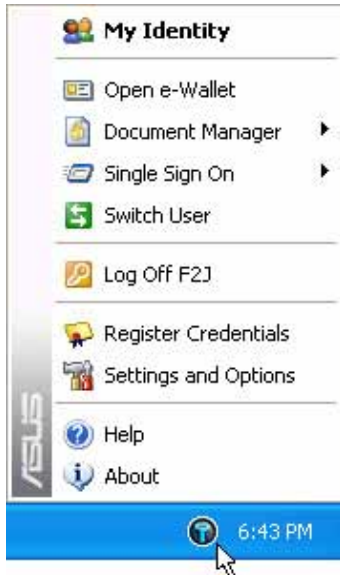 My Identity
Open e-Wallet
Document Manager
Single Sign On
Switch User
Log Off F2J
Register Credentials
Settings and Options
Help
About
ASUS
6:43 PM